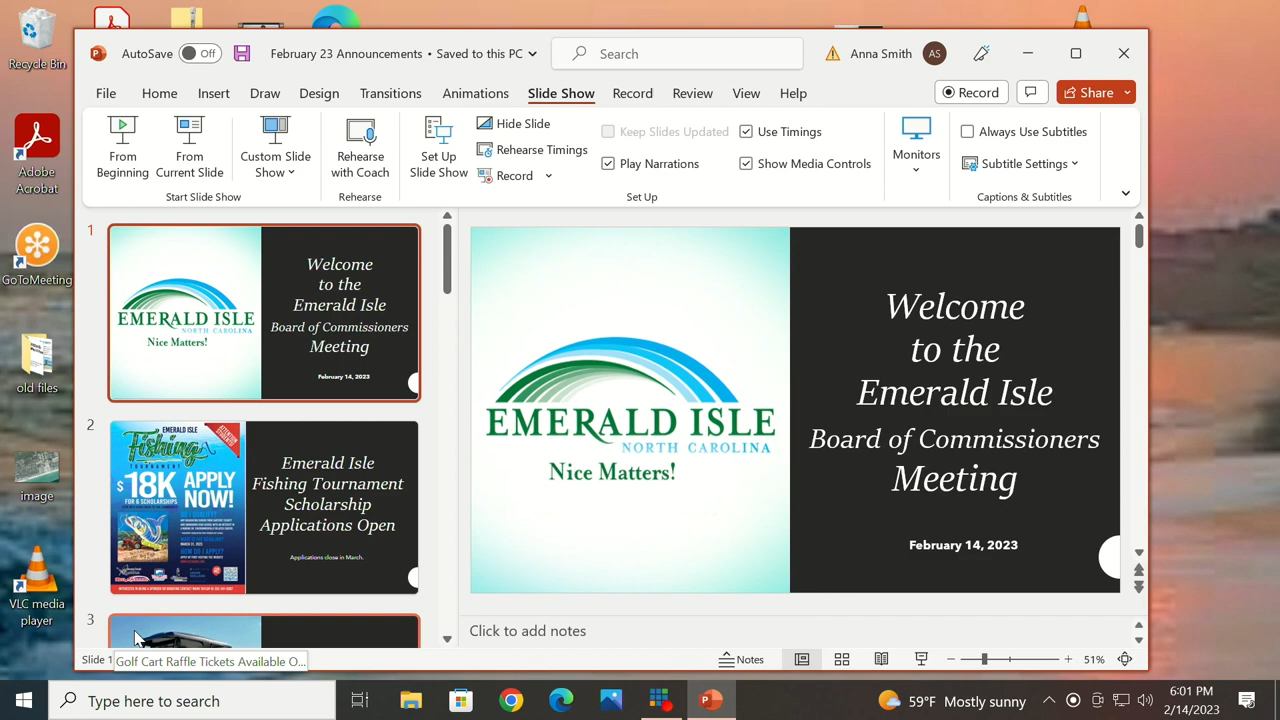 Recycle Bin
Adobe
Acrobat
GoToMeeting
old files
image
VLC media
player
AutoSave Off
February 23 Announcements • Saved to this PC
Search
Anna Smith AS
File Home Insert Draw Design Transitions Animations Slide Show Record Review View Help
Record
Share
From
Beginning
From
Current Slide
Custom Slide
Show
Start Slide Show
Rehearse
with Coach
Rehearse
Set Up
Slide Show
Hide Slide
Rehearse Timings
Record
Keep Slides Updated
Play Narrations
Use Timings
Show Media Controls
Set Up
Monitors
Always Use Subtitles
Subtitle Settings
Captions & Subtitles
1
EMERALD ISLE
NORTH CAROLINA
Nice Matters!
Welcome
to the
Emerald Isle
Board of Commissioners
Meeting
February 14, 2023
2
EMERALD ISLE
Fishing
TOURNAMENT
$18K
FOR 6 SCHOLARSHIPS
APPLY
NOW!
Emerald Isle
Fishing Tournament
Scholarship
Applications Open
Applications close in March.
3
EMERALD ISLE
NORTH CAROLINA
Nice Matters!
Welcome
to the
Emerald Isle
Board of Commissioners
Meeting
February 14, 2023
Click to add notes
Slide 1
Golf Cart Raffle Tickets Available O...
Notes
51%
Type here to search
59°F Mostly sunny
6:01 PM
2/14/2023